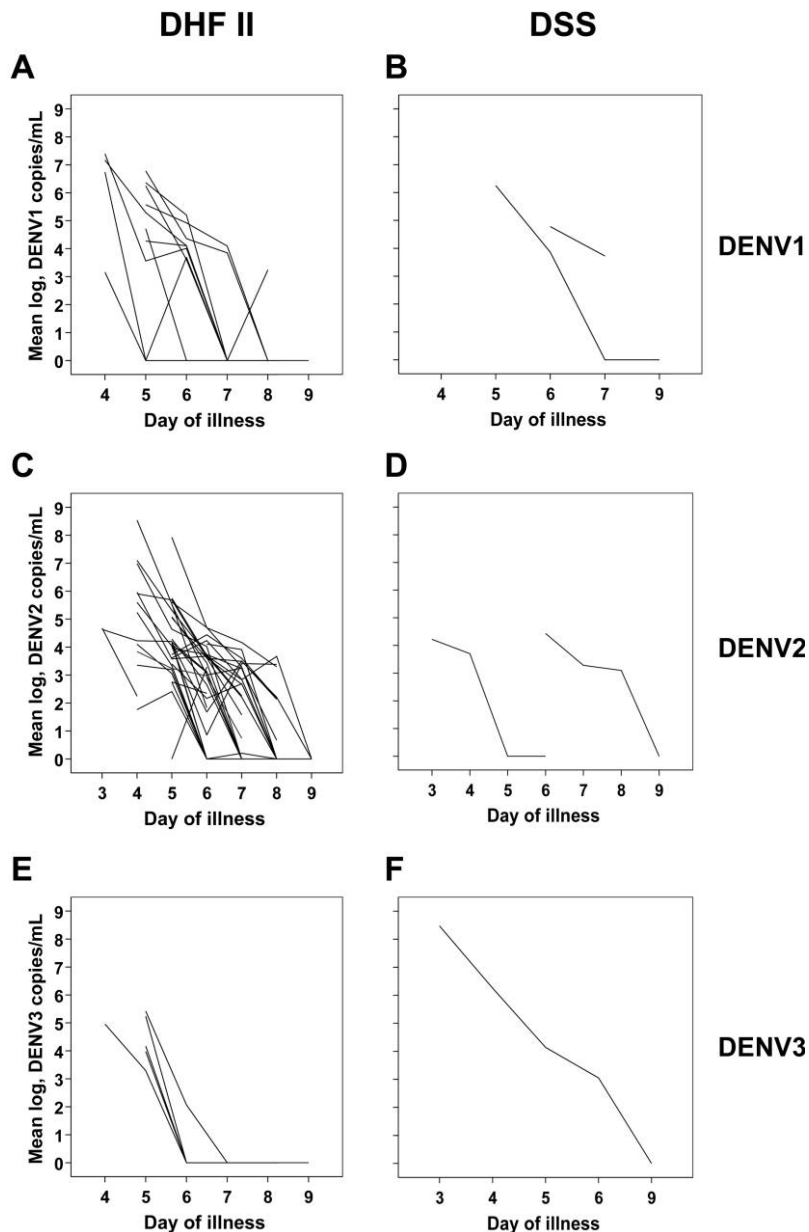 DHF II DSS
A B
9
8
7
6
5
4
3
2
1
0
Mean log, DENV1 copies/mL
4 5 6 7 8 9
Day of illness
4 5 6 7 9
Day of illness
DENV1
C D
9
8
7
6
5
4
3
2
1
0
Mean log, DENV2 copies/mL
3 4 5 6 7 8 9
Day of illness
3 4 5 6 7 8 9
Day of illness
DENV2
E F
9
8
7
6
5
4
3
2
1
0
Mean log, DENV3 copies/mL
4 5 6 7 8 9
Day of illness
3 4 5 6 9
Day of illness
DENV3